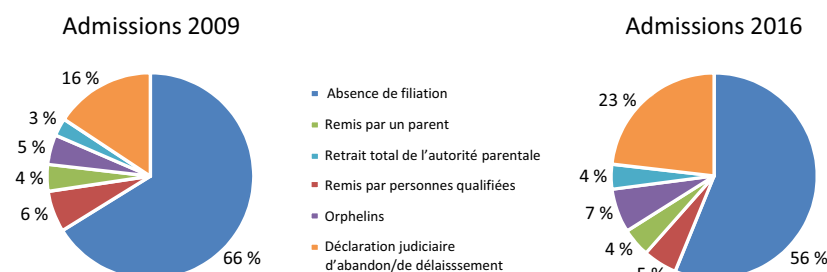 Admissions 2009
16 %
3 %
5 %
4 %
6 %
66 %
Absence de filiation
Remis par un parent
Retrait total de l’autorité parentale
Remis par personnes qualifiées
Orphelins
Déclaration judiciaire
d’abandon/de délaisssement
Admissions 2016
23 %
4 %
7 %
4 %
5 %
56 %